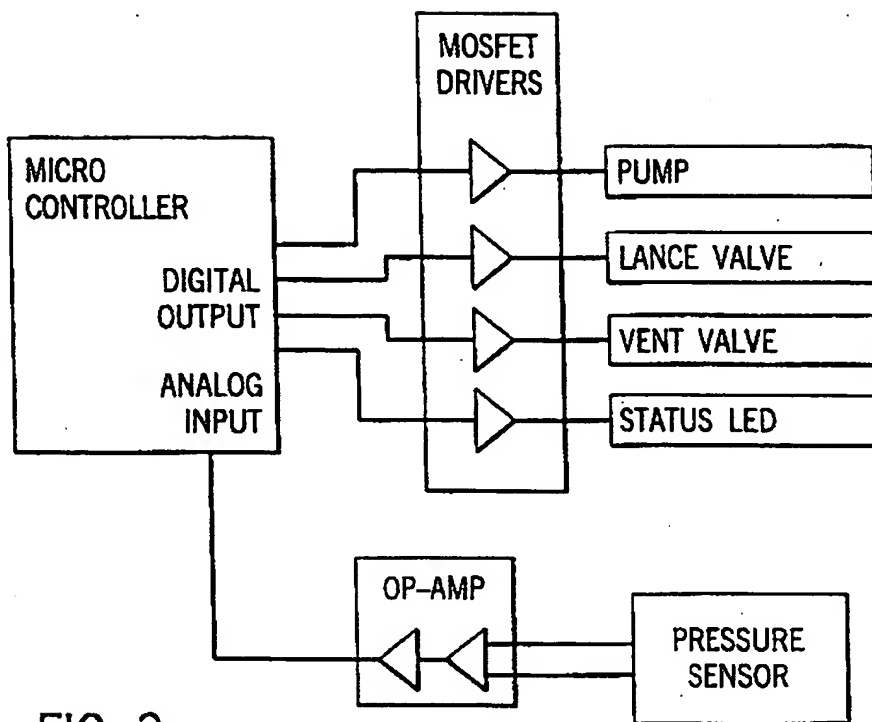 MOSFET
DRIVERS
MICRO
CONTROLLER
DIGITAL
OUTPUT
ANALOG
INPUT
PUMP
LANCE VALVE
VENT VALVE
STATUS LED
OP-AMP
PRESSURE
SENSOR